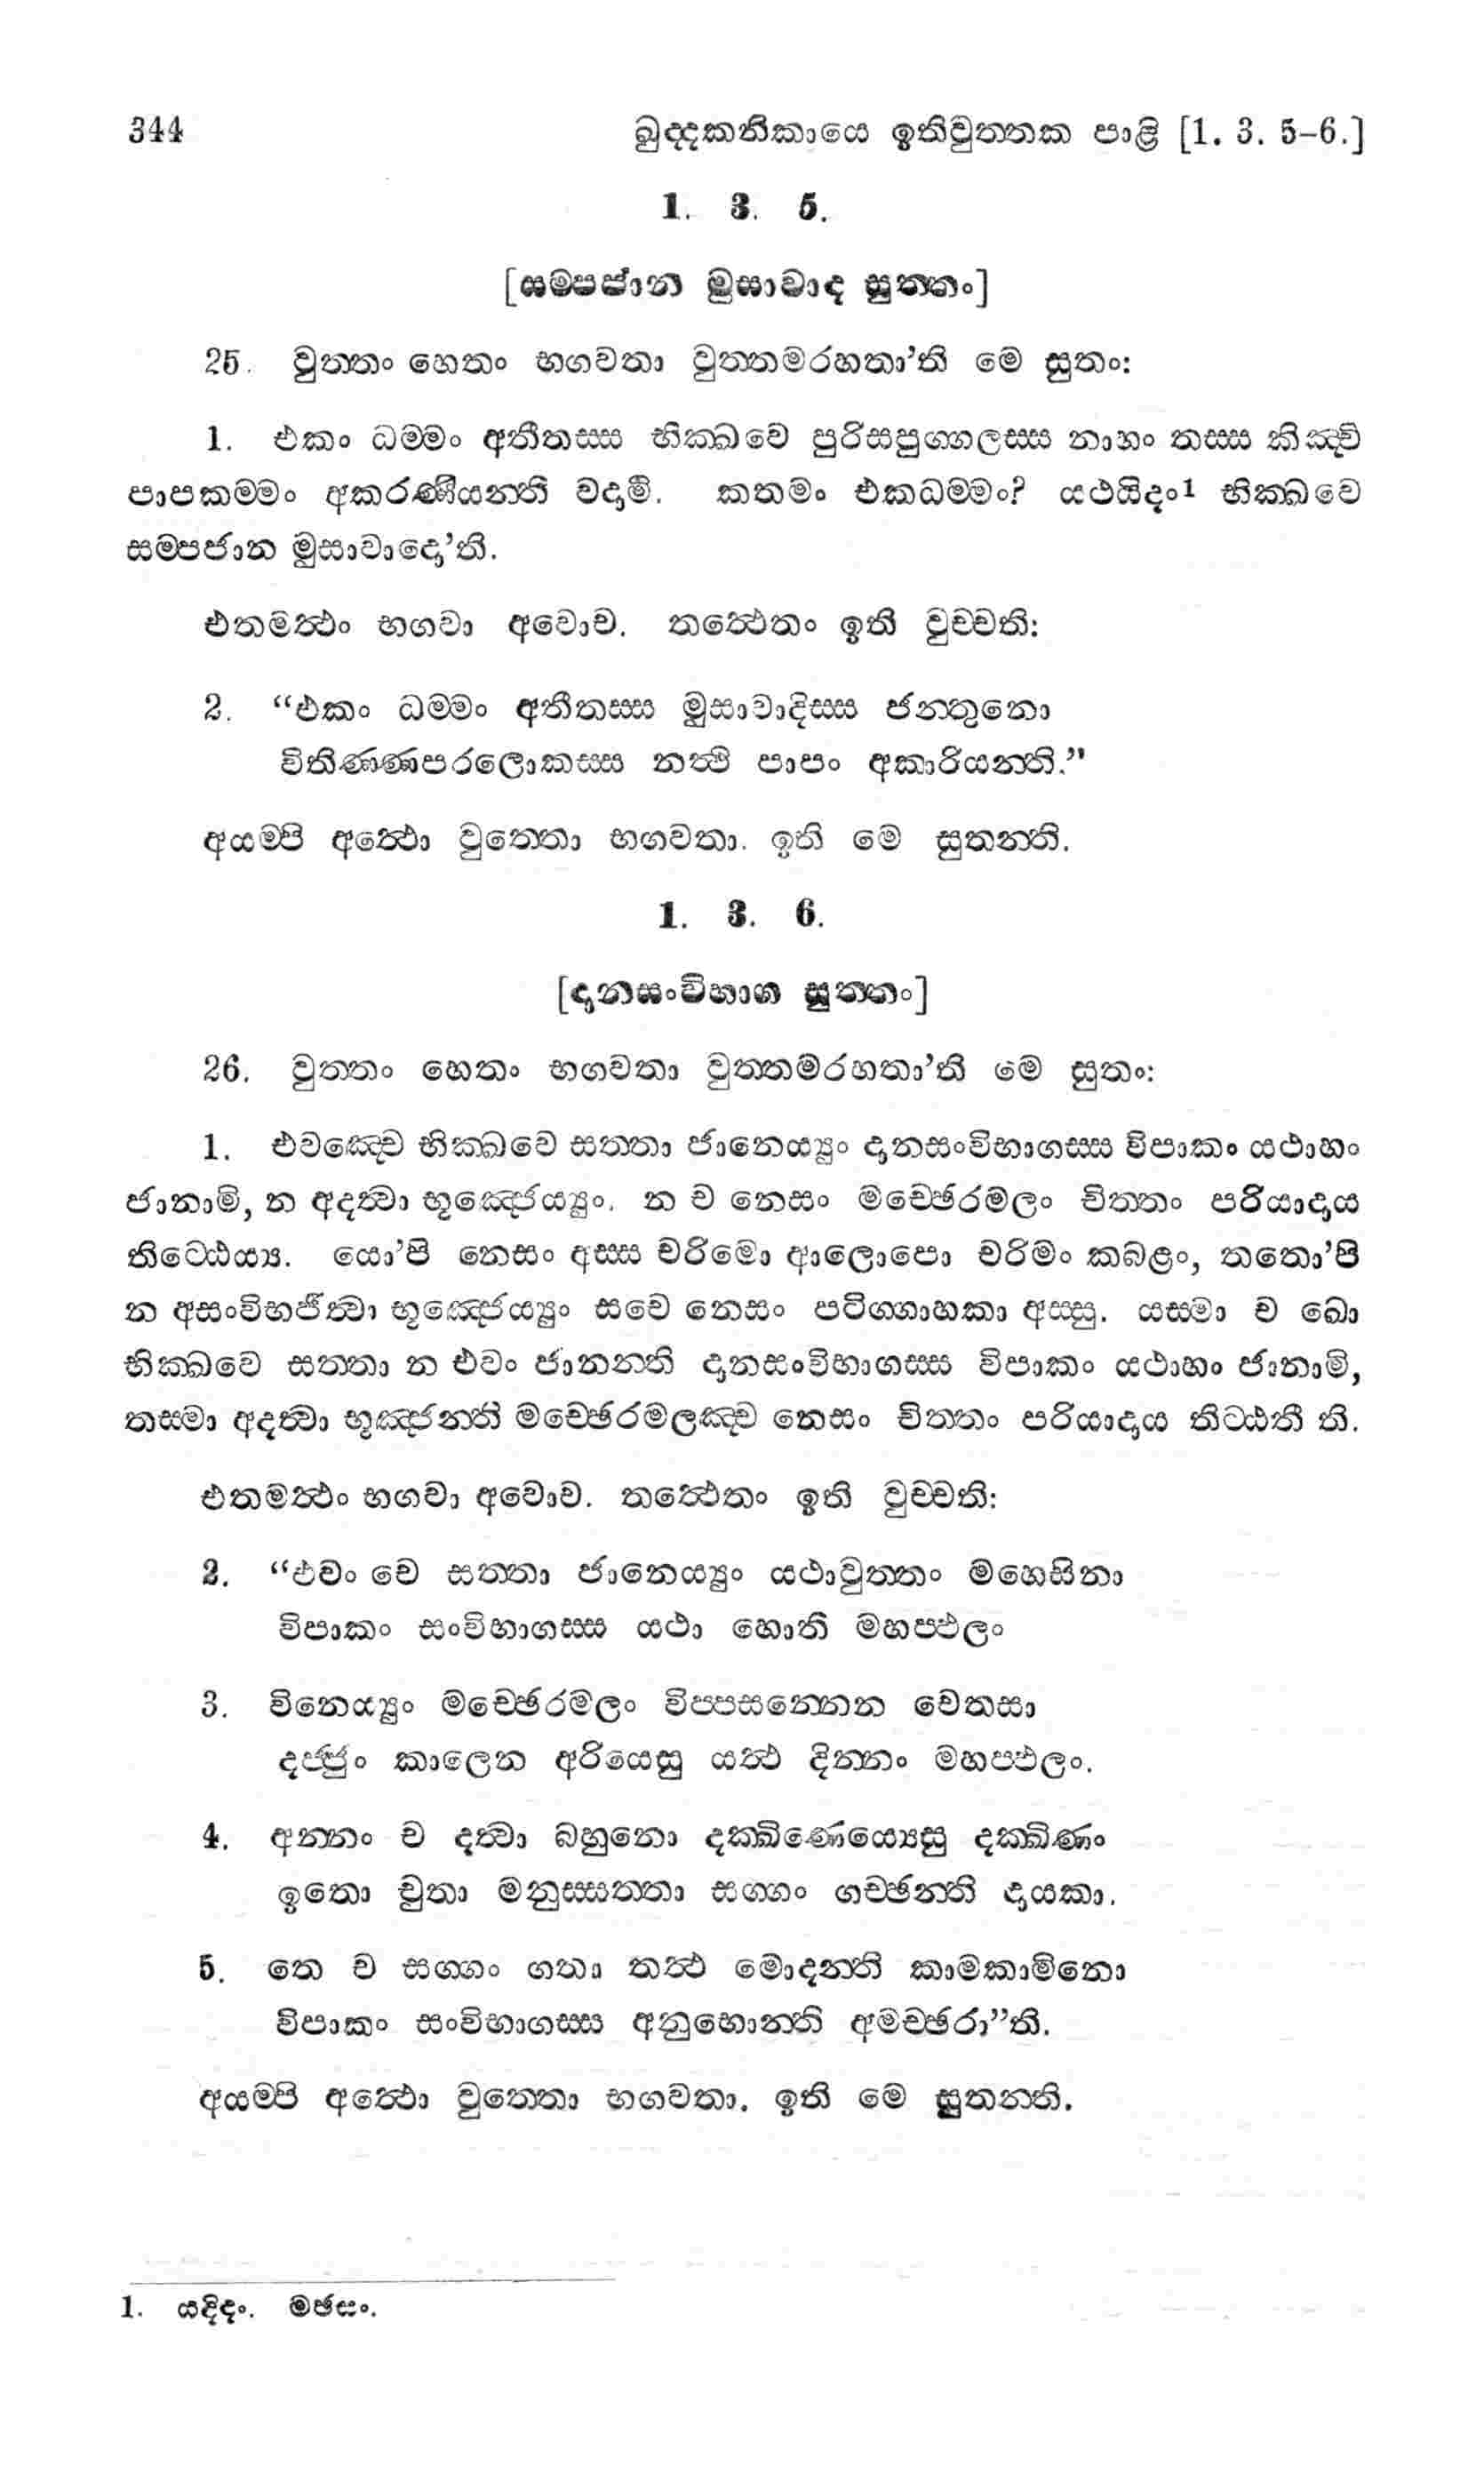 344 ඛුද්දකනිකායෙ ඉතිවුත්තක පාළි [1. 3. 5–6.]
1. 3. 5.
[සම්පජාන මුසාවාද සුත්තං]
25. වුත්තං හෙතං භගවතා වුත්තමරහතා’ති මෙ සුතං:
1. එකං ධම්මං අතීතස්ස භික්ඛවෙ පුරිසපුග්ගලස්ස නාහං තස්ස කිඤ්චි
පාපකම්මං අකරණීයන්ති වදාමි. කතමං එකධම්මං? යථයිදං1 භික්ඛවෙ
සම්පජාන මුසාවාදො’ති.
එතමත්ථං භගවා අවොච. තත්ථෙතං ඉති වුච්චති:
2. “එකං ධම්මං අතීතස්ස මුසාවාදිස්ස ජන්තුනො
විතිණ්ණපරලොකස්ස නත්ථි පාපං අකාරියන්ති.”
අයම්පි අත්ථො වුත්තො භගවතා. ඉති මෙ සුතන්ති.
1. 3. 6.
[දානසංවිභාග සුත්තං]
26. වුත්තං හෙතං භගවතා වුත්තමරහතා’ති මෙ සුතං:
1. එවඤ්චෙ භික්ඛවෙ සත්තා ජානෙය්‍යුං දානසංවිභාගස්ස විපාකං යථාහං
ජානාමි, න අදත්වා භුඤ්ජෙය්‍යුං. න ච නෙසං මච්ඡෙරමලං චිත්තං පරියාදාය
තිට්ඨෙය්‍ය. යො’පි නෙසං අස්ස චරිමො ආලොපො චරිමං කබළං, තතො’පි
න අසංවිභජිත්වා භුඤ්ජෙය්‍යුං සචෙ නෙසං පටිග්ගාහකා අස්සු. යස්මා ච ඛො
භික්ඛවෙ සත්තා න එවං ජානන්ති දානසංවිභාගස්ස විපාකං යථාහං ජානාමි,
තස්මා අදත්වා භුඤ්ජන්ති මච්ඡෙරමලඤ්ච නෙසං චිත්තං පරියාදාය තිට්ඨතී ති.
එතමත්ථං භගවා අවොච. තත්ථෙතං ඉති වුච්චති:
2. “එවං චෙ සත්තා ජානෙය්‍යුං යථාවුත්තං මහෙසිනා
විපාකං සංවිභාගස්ස යථා හොති මහප්ඵලං
3. විනෙය්‍යුං මච්ඡෙරමලං විප්පසන්නෙන චෙතසා
දජ්ජුං කාලෙන අරියෙසු යත්ථ දින්නං මහප්ඵලං.
4. අන්නං ච දත්වා බහුනො දක්ඛිණෙය්‍යෙසු දක්ඛිණං
ඉතො චුතා මනුස්සත්තා සග්ගං ගච්ඡන්ති දායකා.
5. තෙ ච සග්ගං ගතා තත්ථ මොදන්ති කාමකාමිනො
විපාකං සංවිභාගස්ස අනුභොන්ති අමච්ඡරා”ති.
අයම්පි අත්ථො වුත්තො භගවතා. ඉති මෙ සුතන්ති.
1. යදිදං. මඡසං.